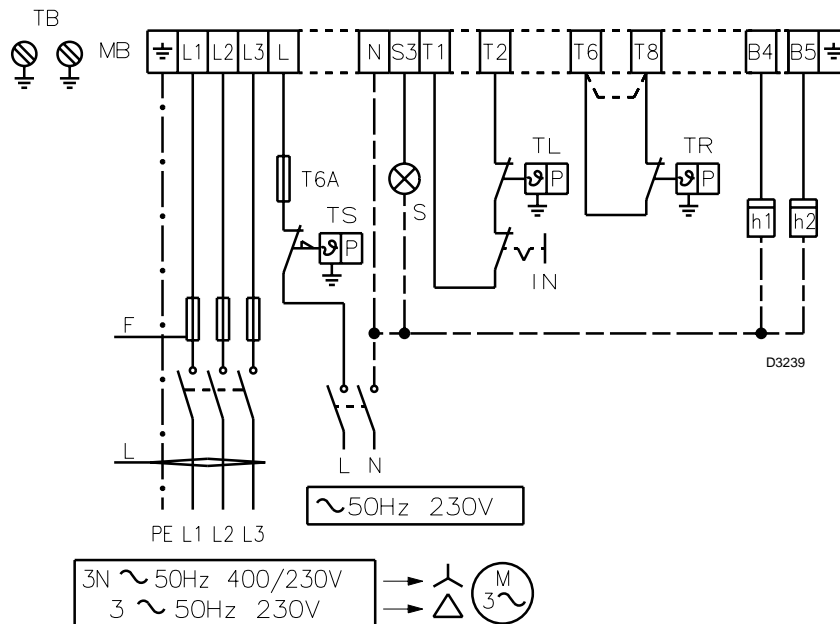 TB
MB L1 L2 L3 L N S3 T1 T2 T6 T8 B4 B5
TL TR
T6A ϑ P ϑ P
S
TS
ϑ P
h1 h2
IN
F
D3239
L
L N
∼50Hz 230V
PE L1 L2 L3
3N ∼ 50Hz 400/230V
3 ∼ 50Hz 230V
M
3∼